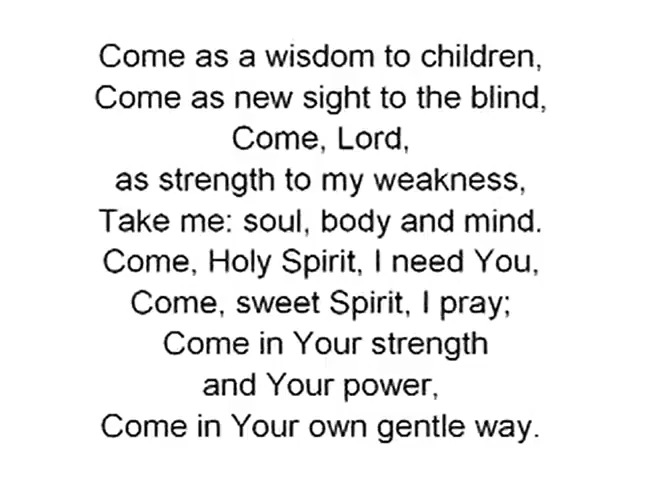 Come as a wisdom to children,
Come as new sight to the blind,
Come, Lord,
as strength to my weakness,
Take me: soul, body and mind.
Come, Holy Spirit, I need You,
Come, sweet Spirit, I pray;
Come in Your strength
and Your power,
Come in Your own gentle way.